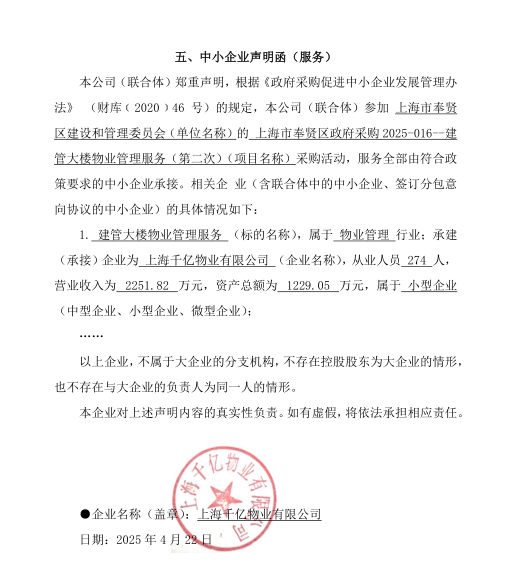 五、中小企业声明函（服务）
本公司（联合体）郑重声明，根据《政府采购促进中小企业发展管理办
法》（财库﹝2020﹞46 号）的规定，本公司（联合体）参加 上海市奉贤
区建设和管理委员会（单位名称）的 上海市奉贤区政府采购 2025-016--建
管大楼物业管理服务（第二次）（项目名称）采购活动，服务全部由符合政
策要求的中小企业承接。相关企 业（含联合体中的中小企业、签订分包意
向协议的中小企业）的具体情况如下：
1. 建管大楼物业管理服务 （标的名称），属于 物业管理 行业；承建
（承接）企业为 上海千亿物业有限公司 （企业名称），从业人员 274 人，
营业收入为 2251.82 万元，资产总额为 1229.05 万元，属于 小型企业
（中型企业、小型企业、微型企业）；
……
以上企业，不属于大企业的分支机构，不存在控股股东为大企业的情形，
也不存在与大企业的负责人为同一人的情形。
本企业对上述声明内容的真实性负责。如有虚假，将依法承担相应责任。
上海千亿物业有限公司
●企业名称（盖章）：上海千亿物业有限公司
日期：2025 年 4 月 22 日